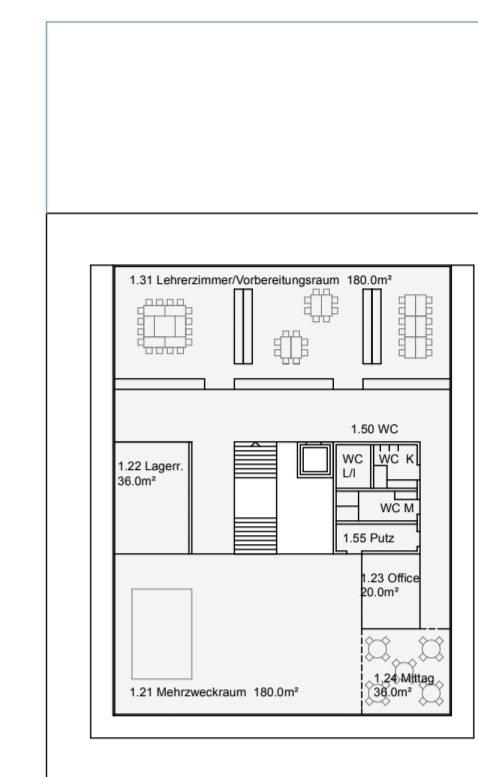 1.31 Lehrerzimmer/Vorbereitungsraum 180.0m²
1.50 WC
WC
L/I
WC K
1.22 Lagerr.
36.0m²
WC M
1.55 Putz
1.23 Office
20.0m²
1.24 Mittag
36.0m²
1.21 Mehrzweckraum 180.0m²